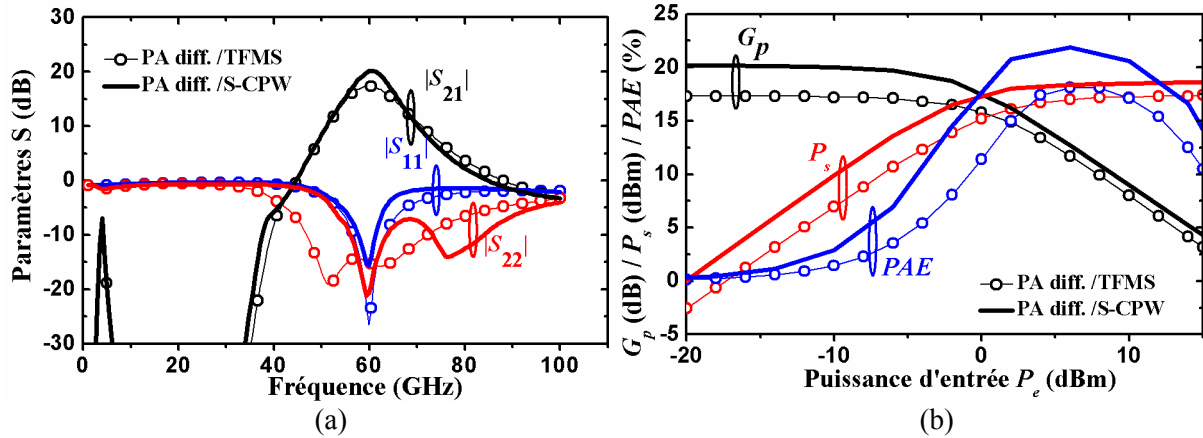 Paramètres S (dB)
30
20
10
0
-10
-20
-30
0
20
40
60
80
100
Fréquence (GHz)
PA diff. /TFMS
PA diff. /S-CPW
|S21|
|S11|
|S22|
(a)
Gp (dB) / Ps (dBm) / PAE (%)
25
20
15
10
5
0
-5
-20
-10
0
10
Puissance d'entrée Pe (dBm)
Gp
Ps
PAE
PA diff. /TFMS
PA diff. /S-CPW
(b)